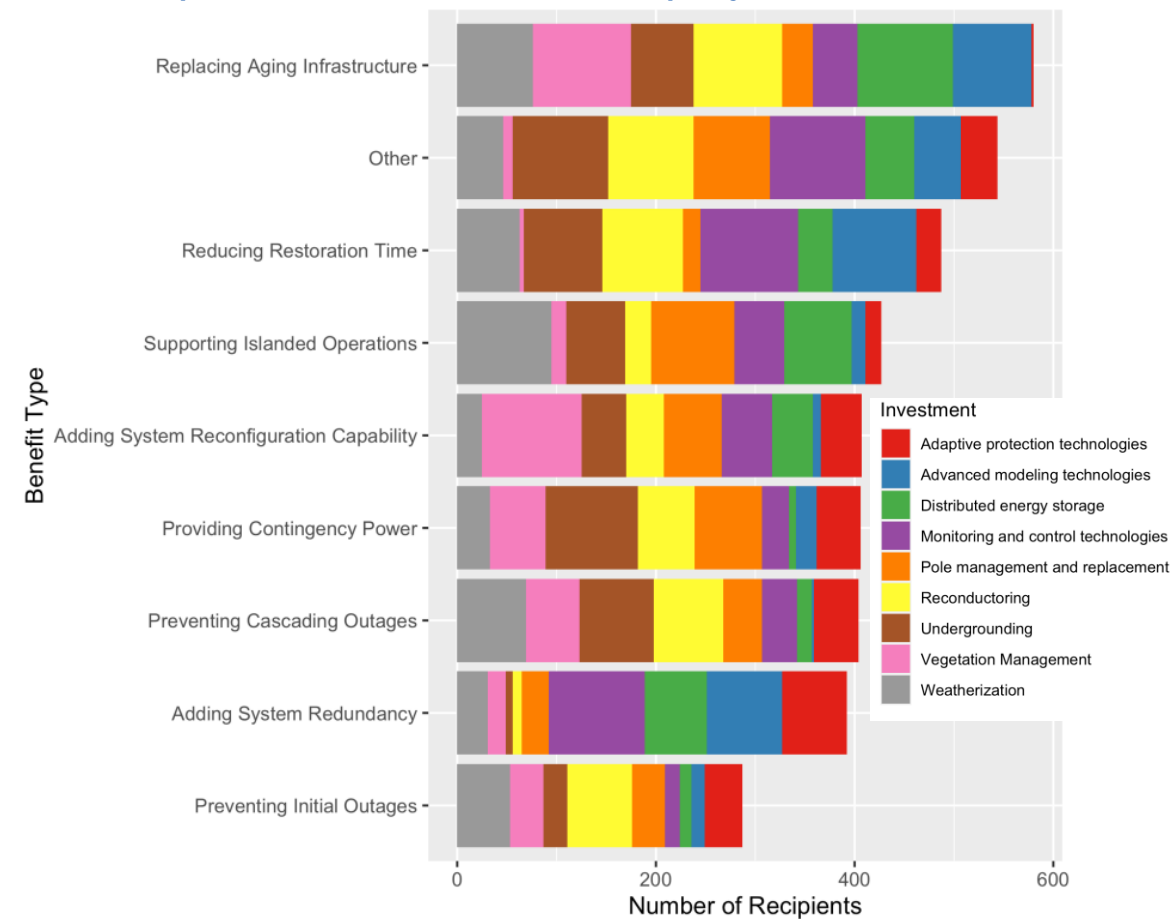 Replacing Aging Infrastructure
Other
Reducing Restoration Time
Supporting Islanded Operations
Adding System Reconfiguration Capability
Providing Contingency Power
Preventing Cascading Outages
Adding System Redundancy
Preventing Initial Outages
Benefit Type
0
200
400
600
Number of Recipients
Investment
Adaptive protection technologies
Advanced modeling technologies
Distributed energy storage
Monitoring and control technologies
Pole management and replacement
Reconductoring
Undergrounding
Vegetation Management
Weatherization